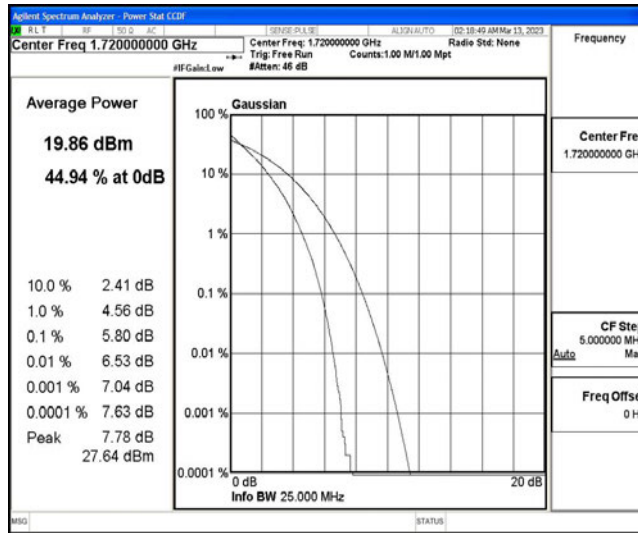 Agilent Spectrum Analyzer - Power Stat CCDF
R L T RF 50 Ω AC SENSE:PULSE ALIGN AUTO 02:18:49 AM Mar 13, 2023
Center Freq 1.720000000 GHz
Center Freq: 1.720000000 GHz Radio Std: None
Trig: Free Run Counts:1.00 M/1.00 Mpt
#IFGain:Low #Atten: 46 dB
Frequency
Average Power
19.86 dBm
44.94 % at 0dB
10.0 % 2.41 dB
1.0 % 4.56 dB
0.1 % 5.80 dB
0.01 % 6.53 dB
0.001 % 7.04 dB
0.0001 % 7.63 dB
Peak 7.78 dB
27.64 dBm
Gaussian
100 %
10 %
1 %
0.1 %
0.01 %
0.001 %
0.0001 %
0 dB 20 dB
Info BW 25.000 MHz
Center Fre
1.720000000 GH
CF Ste
5.000000 MH
Auto Ma
Freq Offse
0 H
MSG STATUS